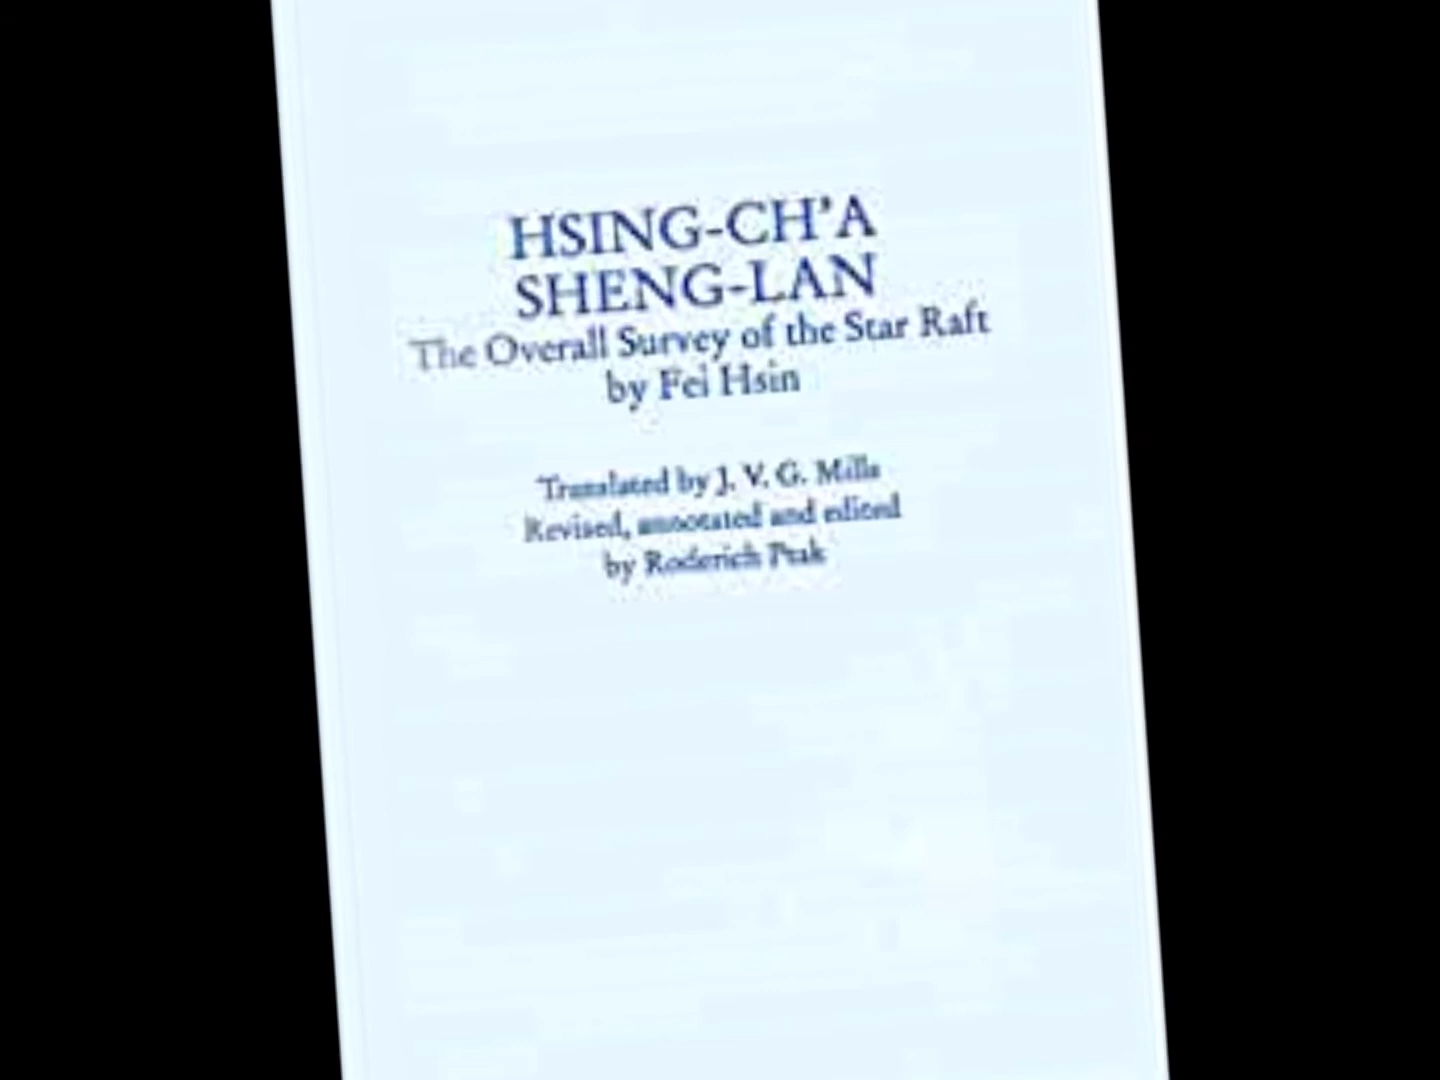 HSING-CH'A
SHENG-LAN
The Overall Survey of the Star Raft
by Fei Hsin
Translated by J. V. G. Mills
Revised, annotated and edited
by Roderich Ptak